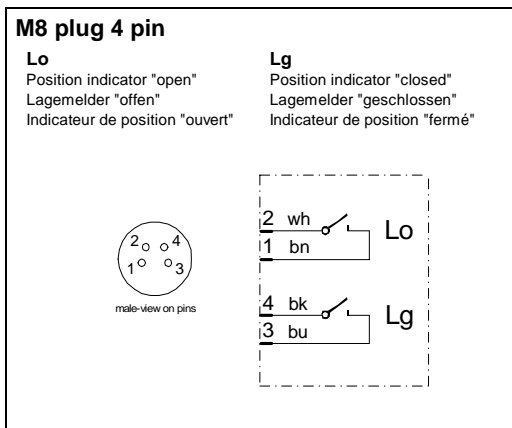 M8 plug 4 pin
Lo
Position indicator "open"
Lagemelder "offen"
Indicateur de position "ouvert"
Lg
Position indicator "closed"
Lagemelder "geschlossen"
Indicateur de position "fermé"
2 4
1 3
male-view on pins
2 wh
1 bn
Lo
4 bk
3 bu
Lg